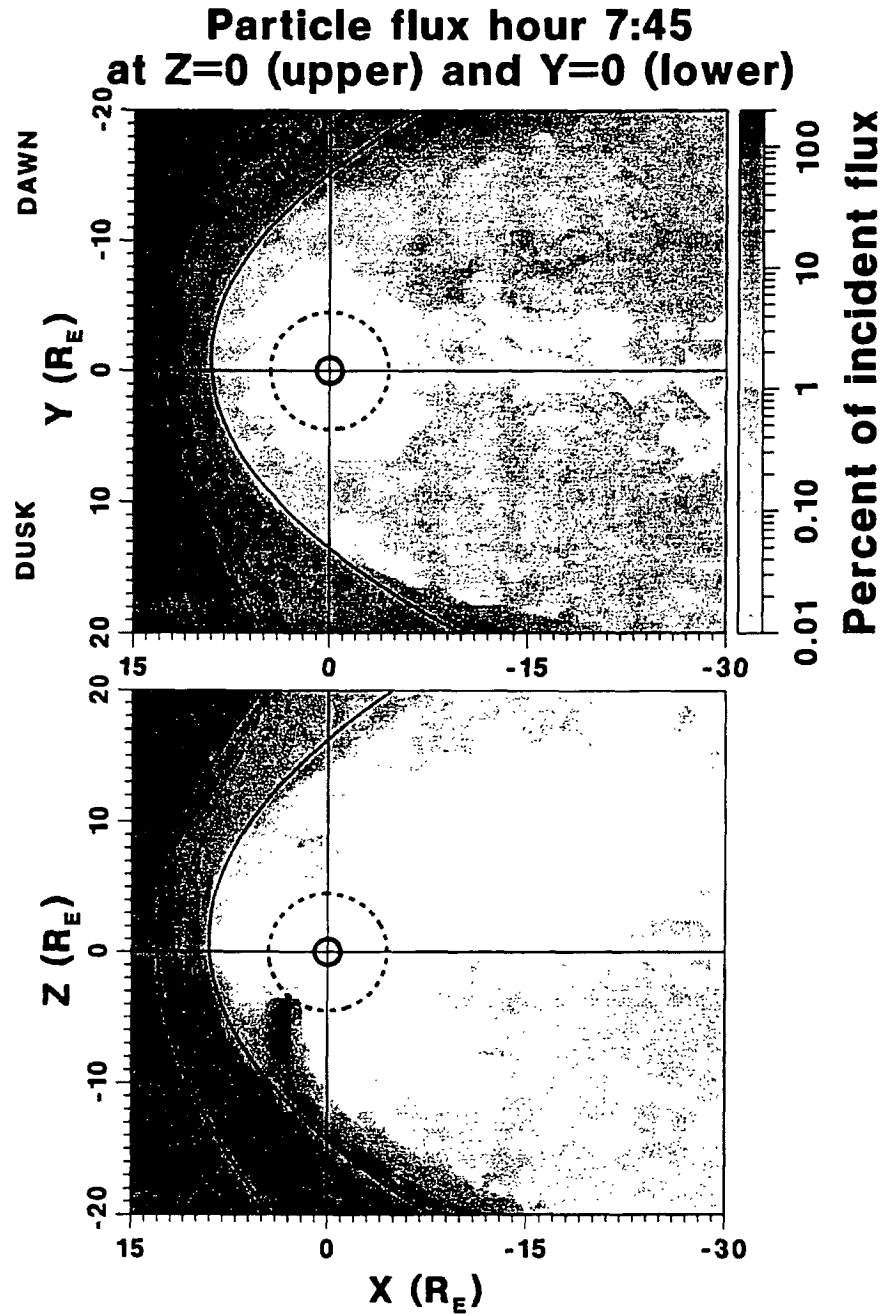 Particle flux hour 7:45
at Z=0 (upper) and Y=0 (lower)
-20
DAWN
-10
Y (R_E)
0
DUSK
10
20
15 0 -15 -30
100
10
1
0.10
0.01
Percent of incident flux
20
10
Z (R_E)
0
-10
-20
15 0 -15 -30
X (R_E)